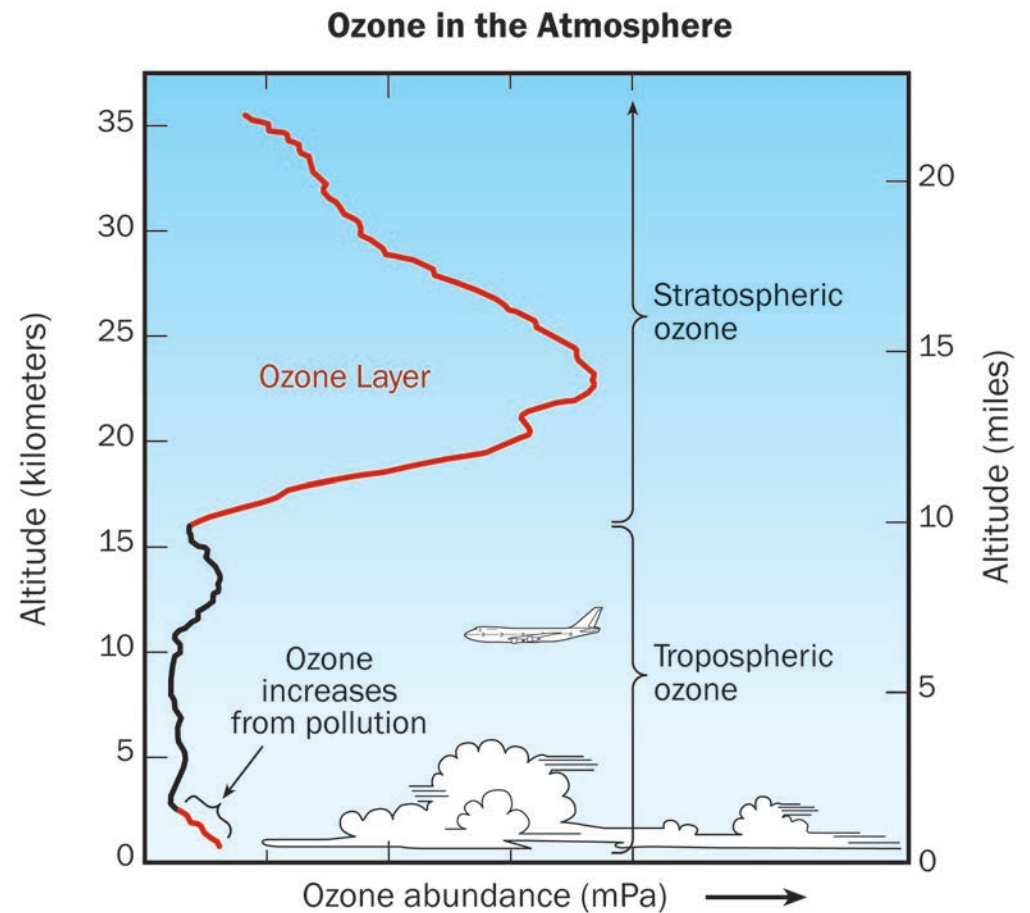 Ozone in the Atmosphere
35
30
25
20
15
10
5
0
Altitude (kilometers)
20
15
10
5
0
Altitude (miles)
Stratospheric
ozone
Ozone Layer
Tropospheric
ozone
Ozone
increases
from pollution
Ozone abundance (mPa)